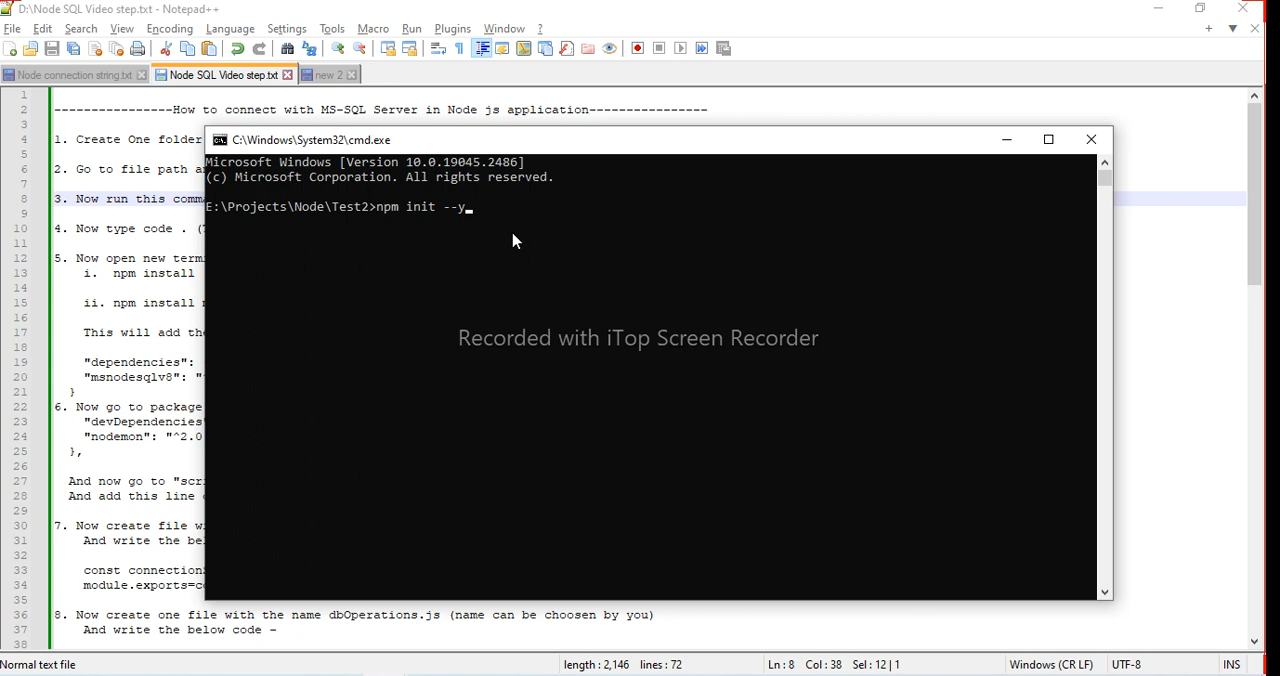 D:\Node SQL Video step.txt - Notepad++
File Edit Search View Encoding Language Settings Tools Macro Run Plugins Window ?
Node connection string.txt Node SQL Video step.txt new 2
1
2 ----------------How to connect with MS-SQL Server in Node js application----------------
3
4 1. Create One folder
5
6 2. Go to file path
7
8 3. Now run this
9
10 4. Now type code .
11
12 5. Now open new
13 i. npm install
14
15 ii. npm install
16
17 This will add
18
19 "dependencies":
20 "msnodesqlv8":
21 }
22 6. Now go to package
23 "devDependencies
24 "nodemon": "^2.0
25 },
26
27 And now go to
28 And add this line
29
30 7. Now create file
31 And write the
32
33 const connection
34 module.exports=
35
36 8. Now create one file with the name dbOperations.js (name can be choosen by you)
37 And write the below code -
38
C:\Windows\System32\cmd.exe
Microsoft Windows [Version 10.0.19045.2486]
(c) Microsoft Corporation. All rights reserved.
E:\Projects\Node\Test2>npm init --y_
Recorded with iTop Screen Recorder
Normal text file length : 2,146 lines : 72 Ln : 8 Col : 38 Sel : 12 | 1 Windows (CR LF) UTF-8 INS